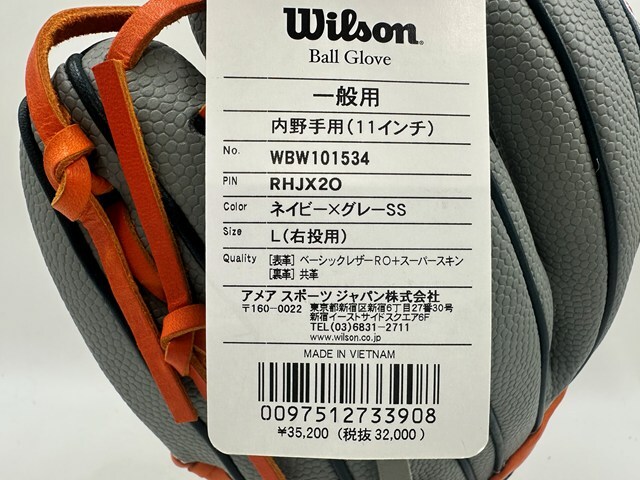 Wilson
Ball Glove
一般用
内野手用(11インチ)
No. WBW101534
PIN RHJX2O
Color ネイビー×グレーSS
Size L(右投用)
Quality [表革] ベーシックレザーRO+スーパースキン
[裏革] 共革
アメア スポーツ ジャパン株式会社
〒160-0022 東京都新宿区新宿6丁目27番30号
新宿イーストサイドスクエア6F
TEL(03)6831-2711
www.wilson.co.jp
MADE IN VIETNAM
0097512733908
¥35,200 (税抜 32,000)